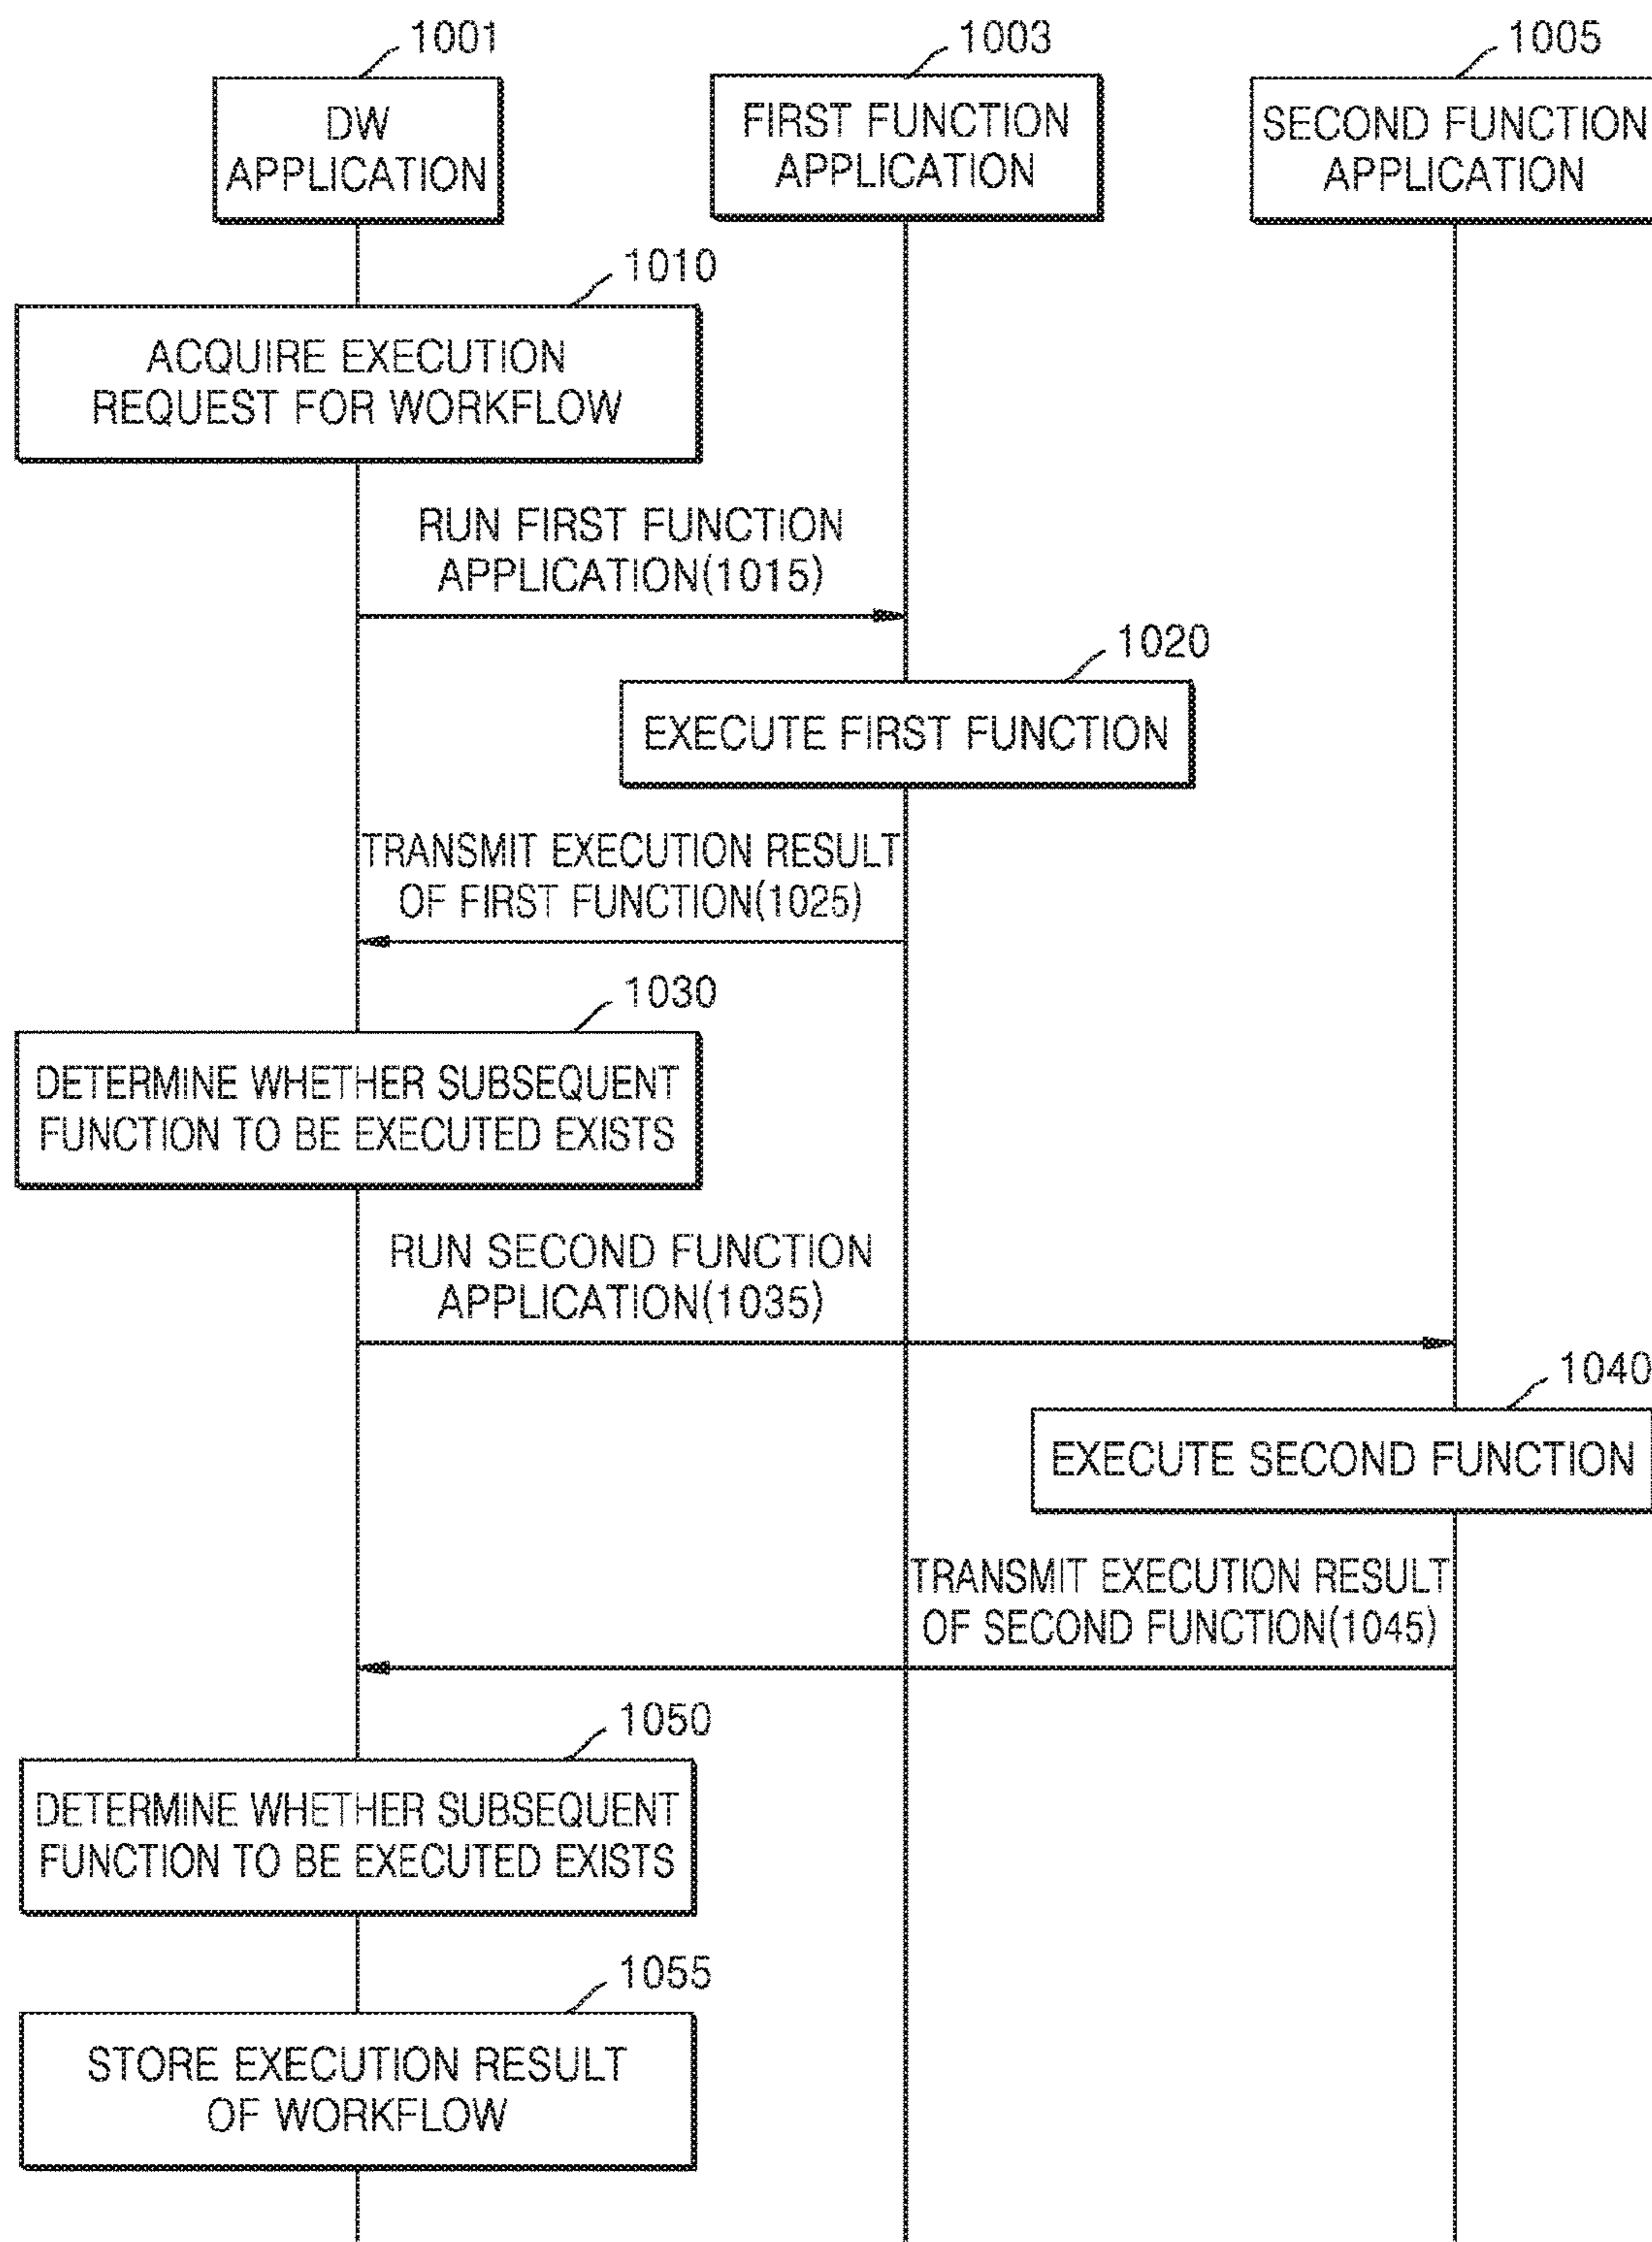 1001
DW
APPLICATION
1003
FIRST FUNCTION
APPLICATION
1005
SECOND FUNCTION
APPLICATION
1010
ACQUIRE EXECUTION
REQUEST FOR WORKFLOW
RUN FIRST FUNCTION
APPLICATION(1015)
1020
EXECUTE FIRST FUNCTION
TRANSMIT EXECUTION RESULT
OF FIRST FUNCTION(1025)
1030
DETERMINE WHETHER SUBSEQUENT
FUNCTION TO BE EXECUTED EXISTS
RUN SECOND FUNCTION
APPLICATION(1035)
1040
EXECUTE SECOND FUNCTION
TRANSMIT EXECUTION RESULT
OF SECOND FUNCTION(1045)
1050
DETERMINE WHETHER SUBSEQUENT
FUNCTION TO BE EXECUTED EXISTS
1055
STORE EXECUTION RESULT
OF WORKFLOW